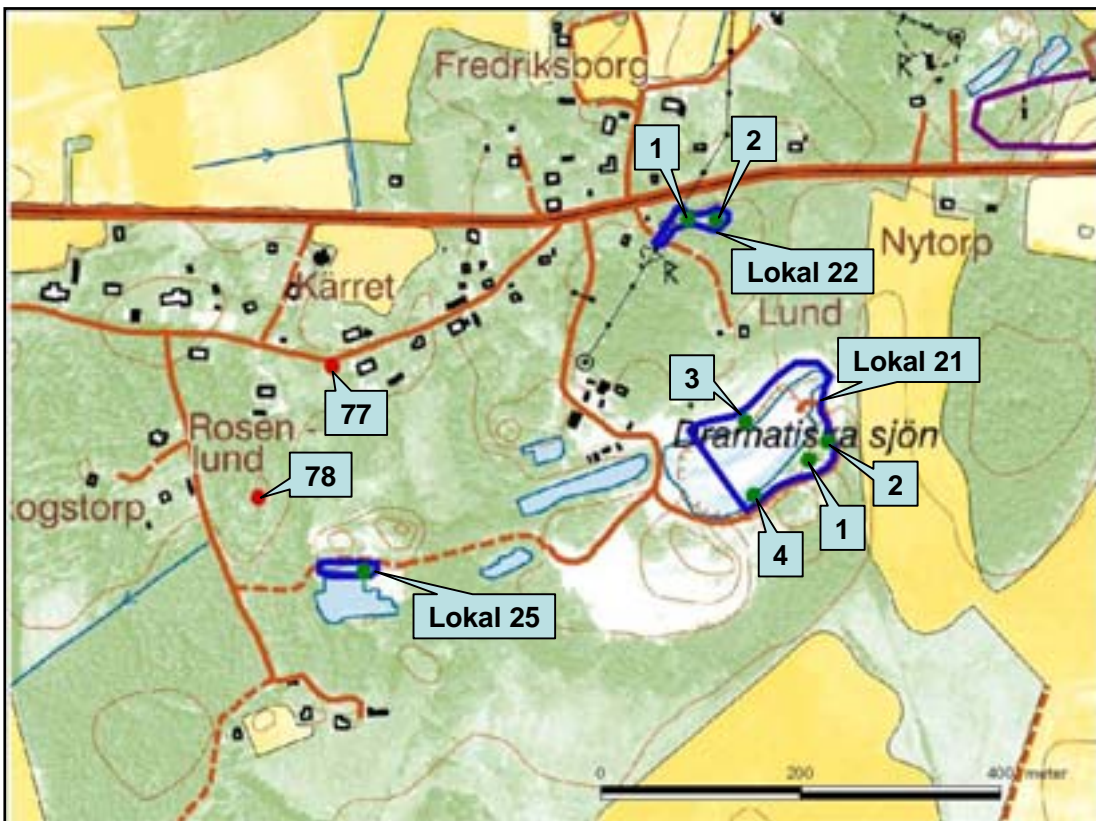 Fredriksborg
R
1
2
Nytorp
Lokal 22
Kärret
R
Lund
Lokal 21
3
77
Rosen-
lund
Dramatiska sjön
78
2
ogstorp
1
4
Lokal 25
0
200
400 meter